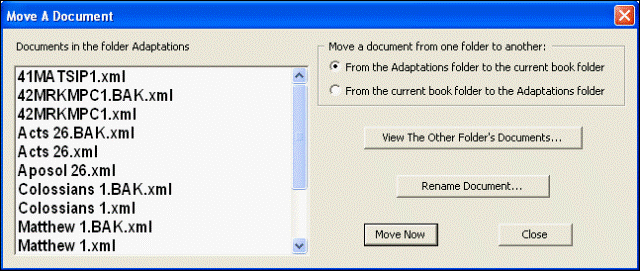 Move A Document
Documents in the folder Adaptations
41MATSIP1.xml
42MRKMPC1.BAK.xml
42MRKMPC1.xml
Acts 26.BAK.xml
Acts 26.xml
Aposol 26.xml
Colossians 1.BAK.xml
Colossians 1.xml
Matthew 1.BAK.xml
Matthew 1.xml
Move a document from one folder to another:
From the Adaptations folder to the current book folder
From the current book folder to the Adaptations folder
View The Other Folder's Documents...
Rename Document...
Move Now
Close